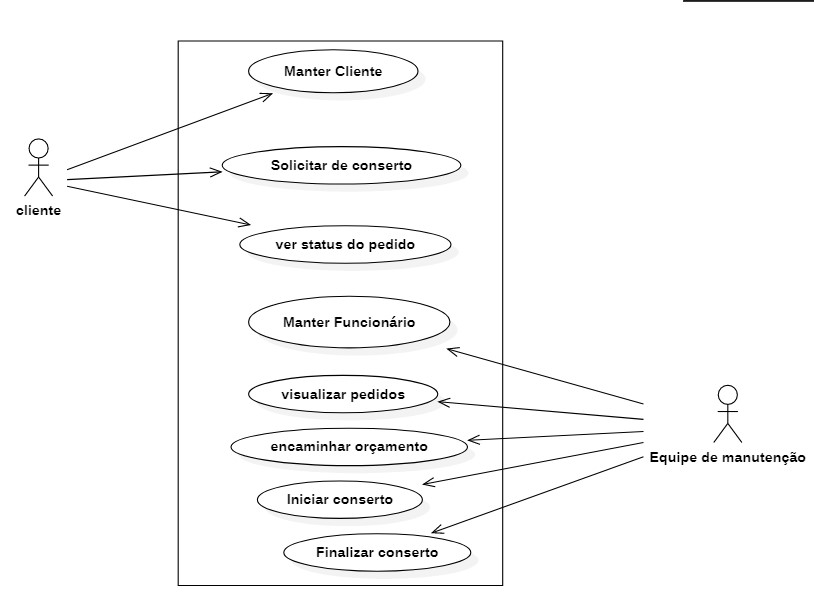 Manter Cliente
Solicitar de conserto
cliente
ver status do pedido
Manter Funcionário
visualizar pedidos
encaminhar orçamento
Equipe de manutenção
Iniciar conserto
Finalizar conserto